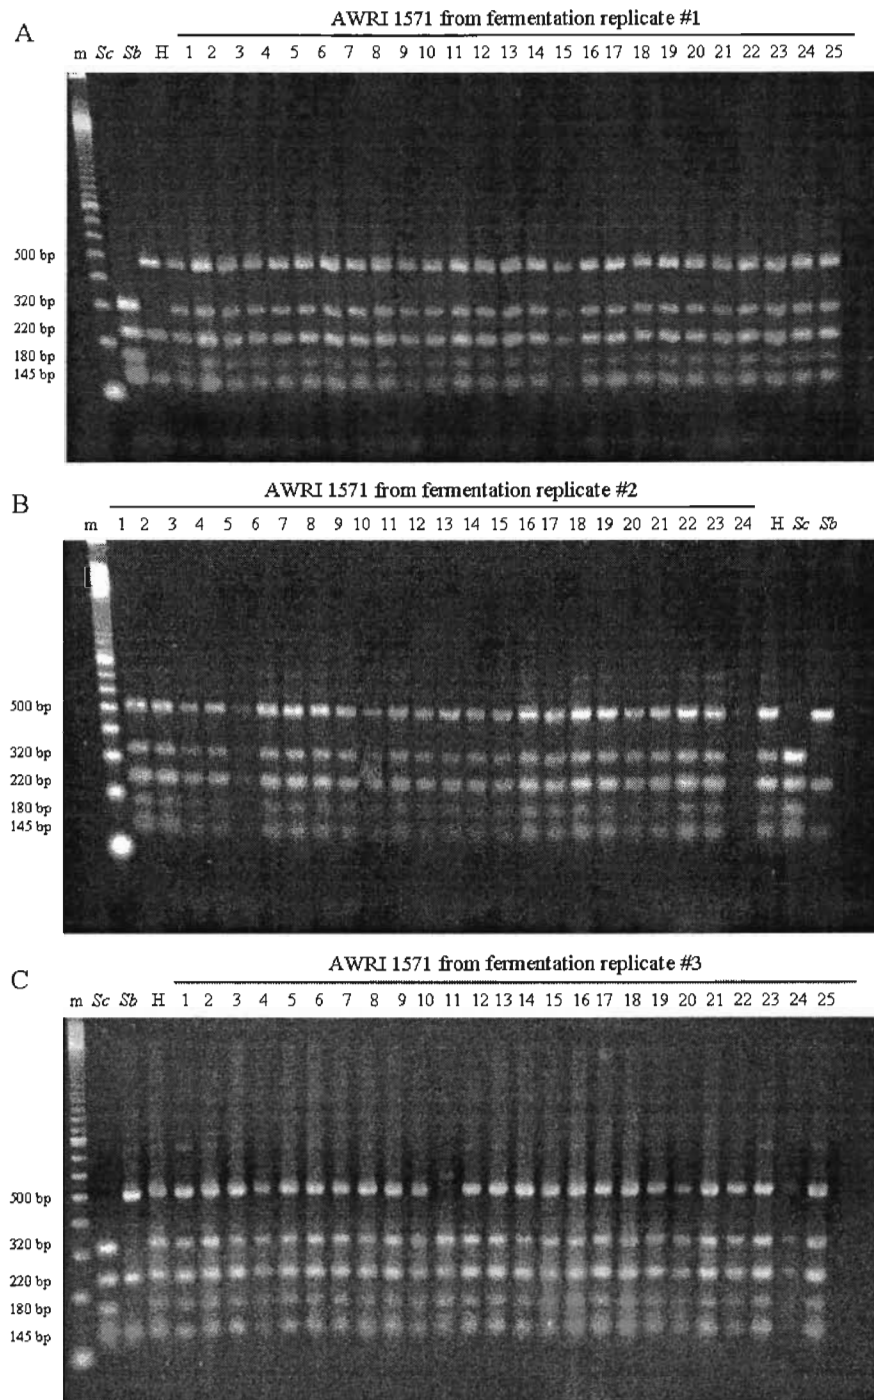 A
AWRI 1571 from fermentation replicate #1
m Sc Sb H 1 2 3 4 5 6 7 8 9 10 11 12 13 14 15 16 17 18 19 20 21 22 23 24 25
500 bp
320 bp
220 bp
180 bp
145 bp
B
AWRI 1571 from fermentation replicate #2
m 1 2 3 4 5 6 7 8 9 10 11 12 13 14 15 16 17 18 19 20 21 22 23 24 H Sc Sb
500 bp
320 bp
220 bp
180 bp
145 bp
C
AWRI 1571 from fermentation replicate #3
m Sc Sb H 1 2 3 4 5 6 7 8 9 10 11 12 13 14 15 16 17 18 19 20 21 22 23 24 25
500 bp
320 bp
220 bp
180 bp
145 bp